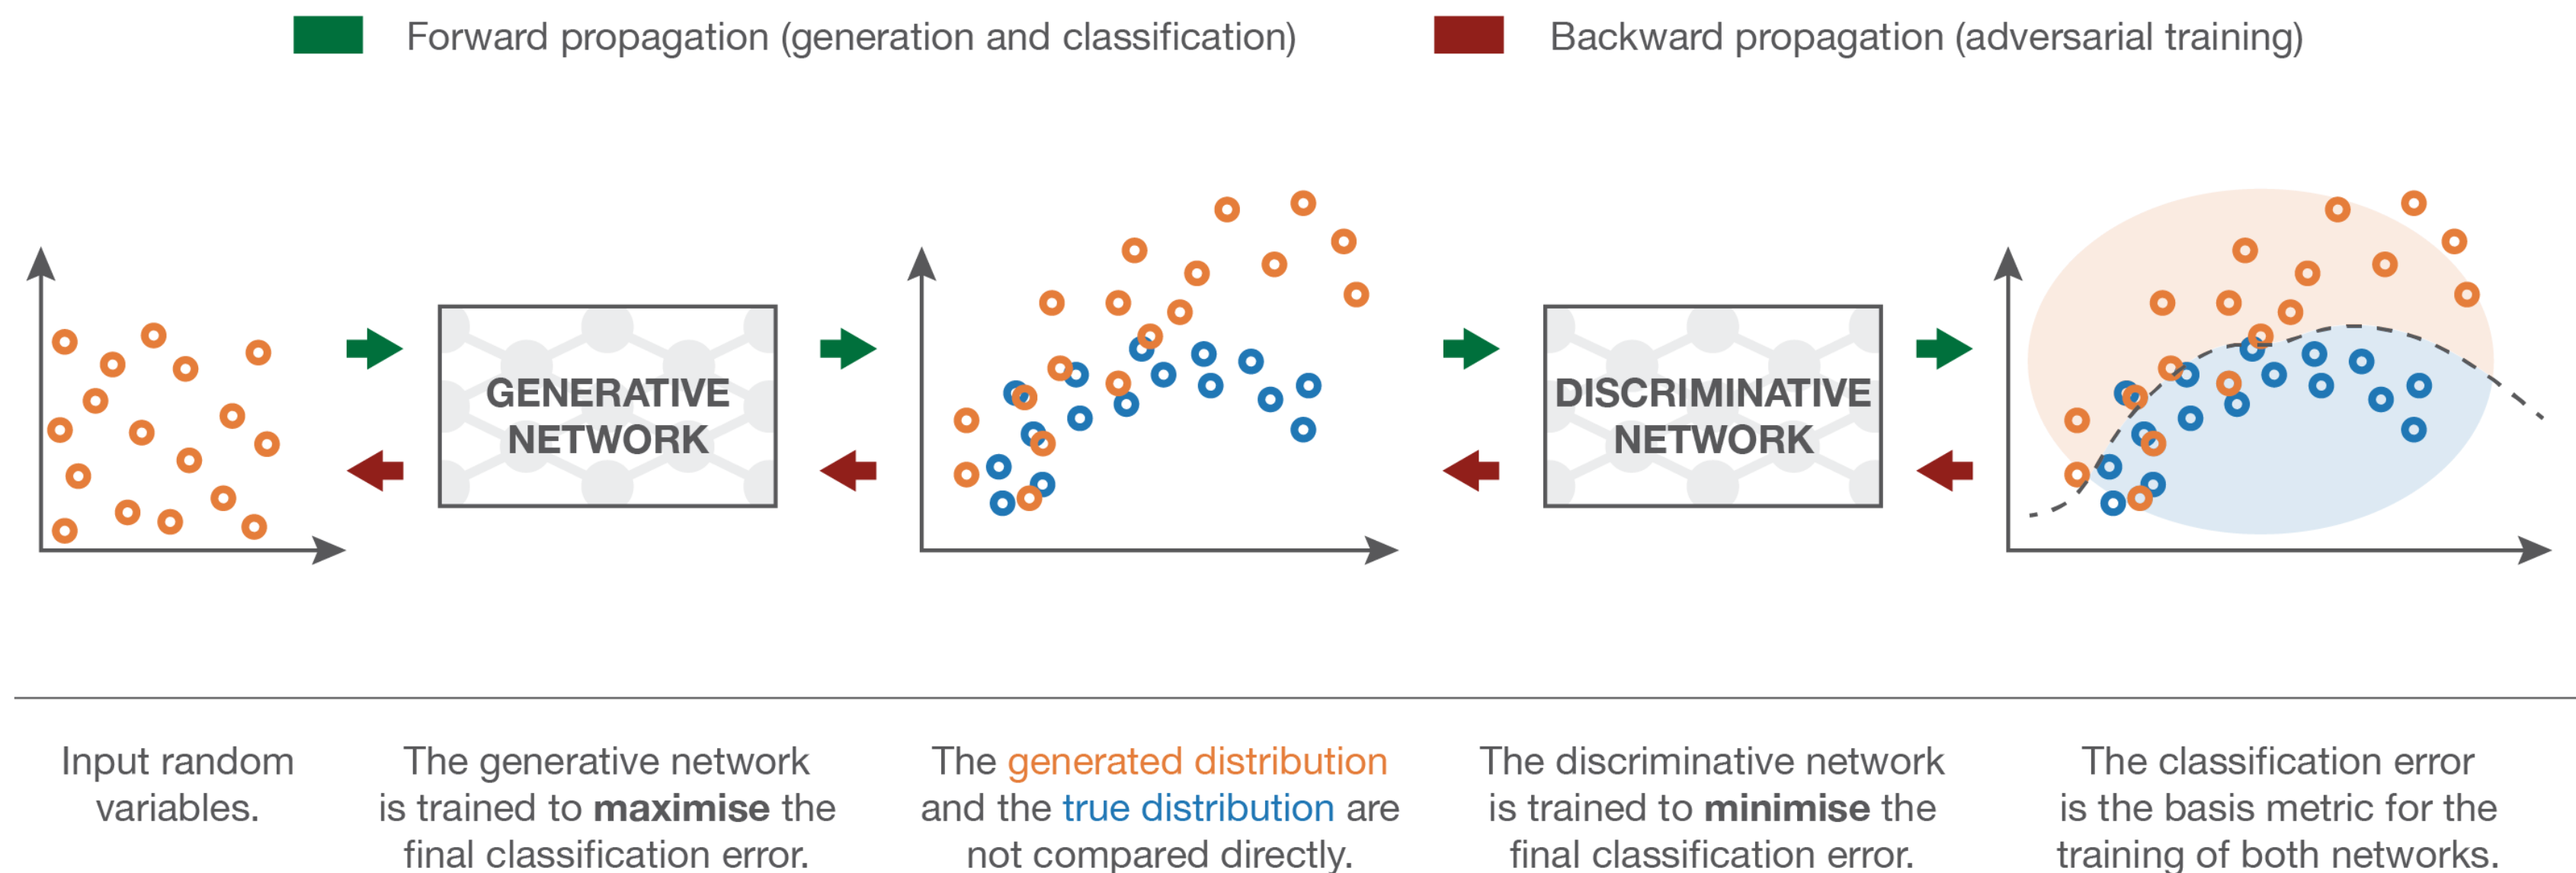 Forward propagation (generation and classification)
Backward propagation (adversarial training)
GENERATIVE
NETWORK
DISCRIMINATIVE
NETWORK
Input random
variables.
The generative network
is trained to maximise the
final classification error.
The generated distribution
and the true distribution are
not compared directly.
The discriminative network
is trained to minimise the
final classification error.
The classification error
is the basis metric for the
training of both networks.